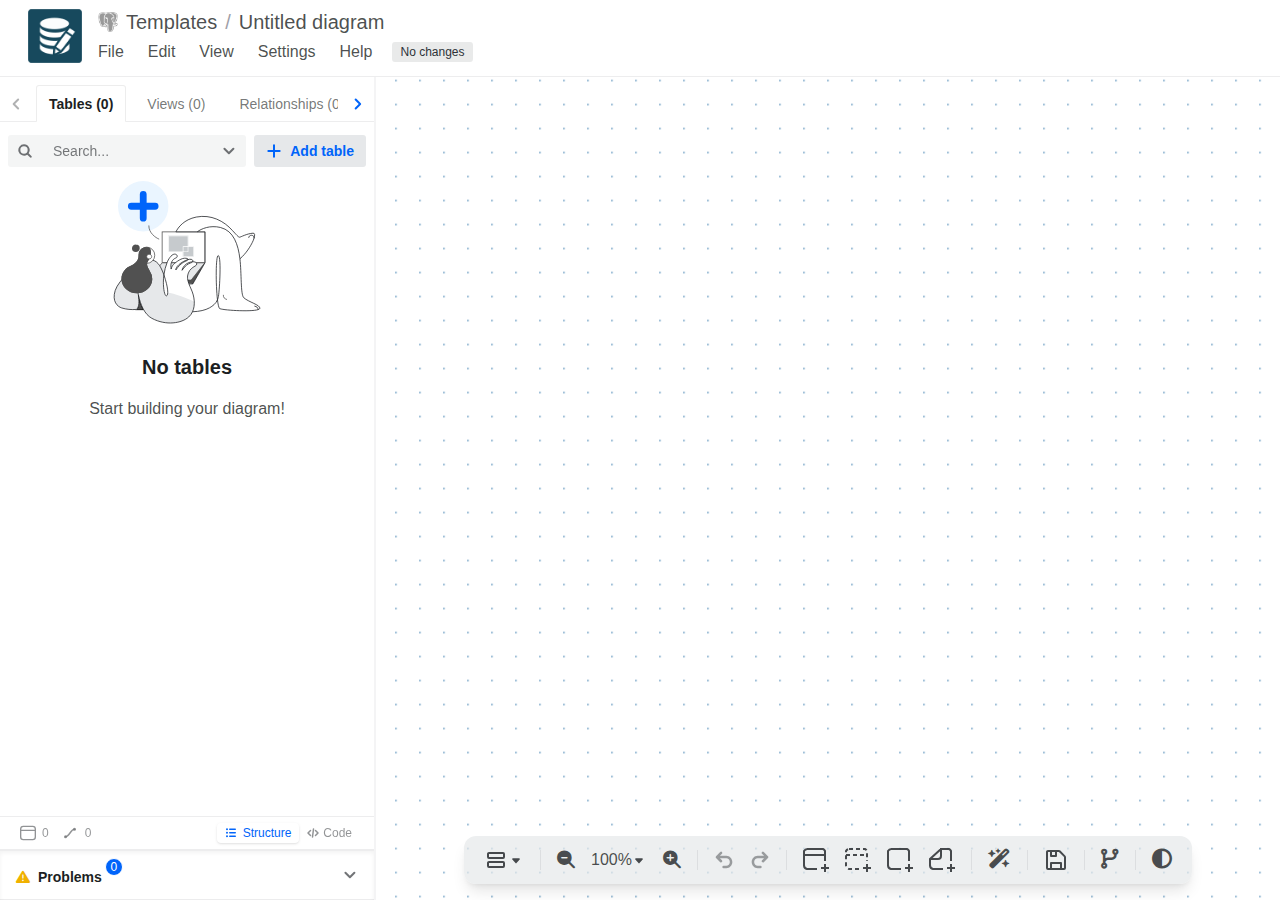 Templates / Untitled diagram
File Edit View Settings Help No changes
Tables (0) Views (0) Relationships (0
Search... Add table
No tables
Start building your diagram!
0 0 Structure Code
Problems 0
100%